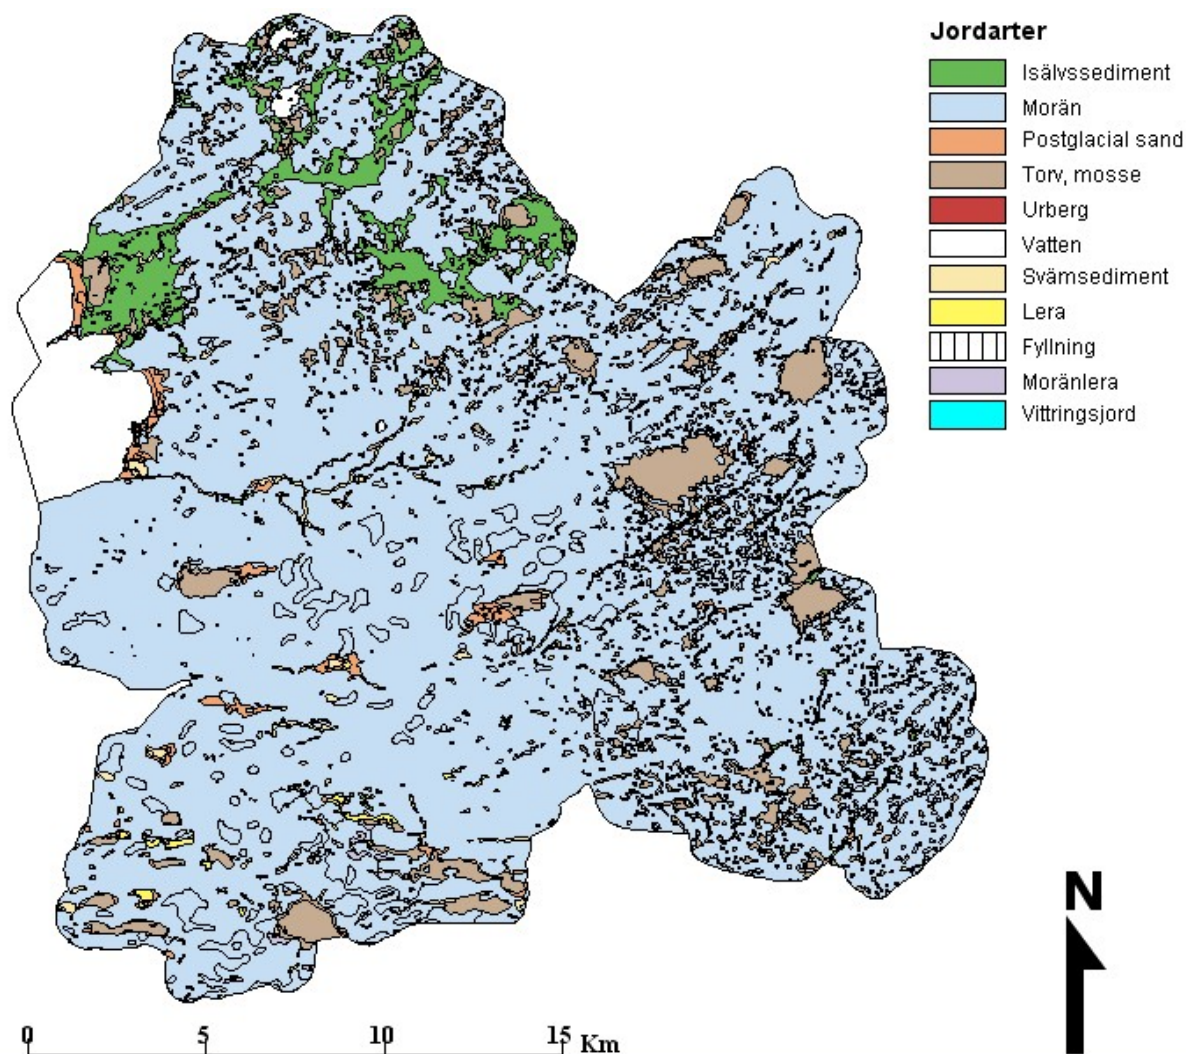 Jordarter
Isälvssediment
Morän
Postglacial sand
Torv, mosse
Urberg
Vatten
Svämsediment
Lera
Fyllning
Moränlera
Vittringsjord
N
0 5 10 15 Km